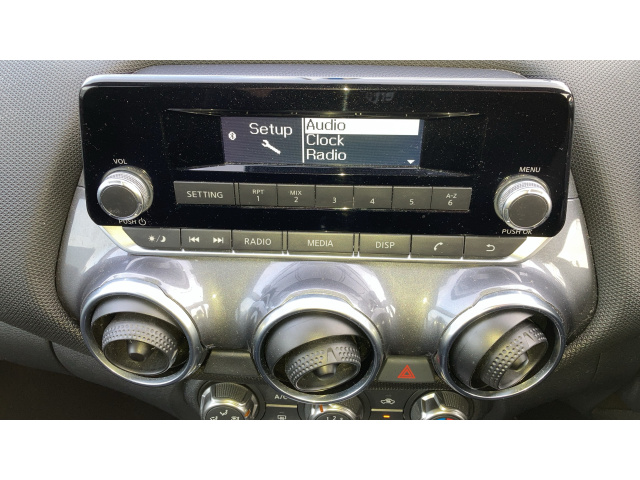 Setup
Audio
Clock
Radio
VOL
MENU
SETTING
RPT 1
MIX 2
3
4
5
A-Z 6
PUSH
PUSH OK
RADIO
MEDIA
DISP
A/C